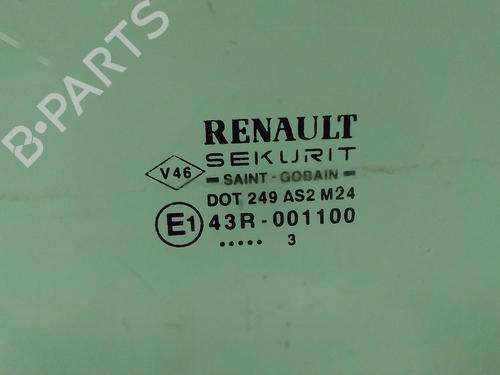 B-PARTS
RENAULT
SEKURIT
V46
SAINT-GOBAIN
DOT 249 AS2 M24
E1 43R-001100
..... 3